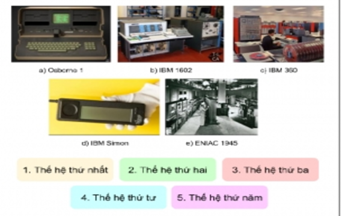 a) Osborne 1
b) IBM 1602
c) IBM 360
d) IBM Simon
e) ENIAC 1945
1. Thế hệ thứ nhất
2. Thế hệ thứ hai
3. Thế hệ thứ ba
4. Thế hệ thứ tư
5. Thế hệ thứ năm